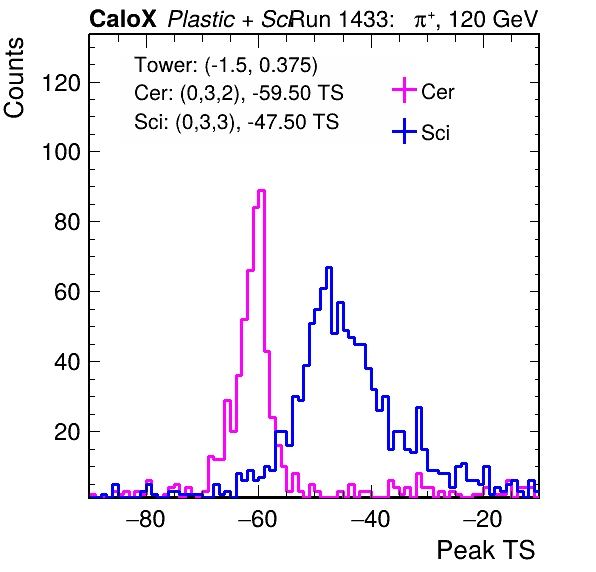 CaloX Plastic + Sci Run 1433: π⁺, 120 GeV
Counts
Tower: (-1.5, 0.375)
Cer: (0,3,2), -59.50 TS
Sci: (0,3,3), -47.50 TS
Cer
Sci
120
100
80
60
40
20
−80 −60 −40 −20
Peak TS